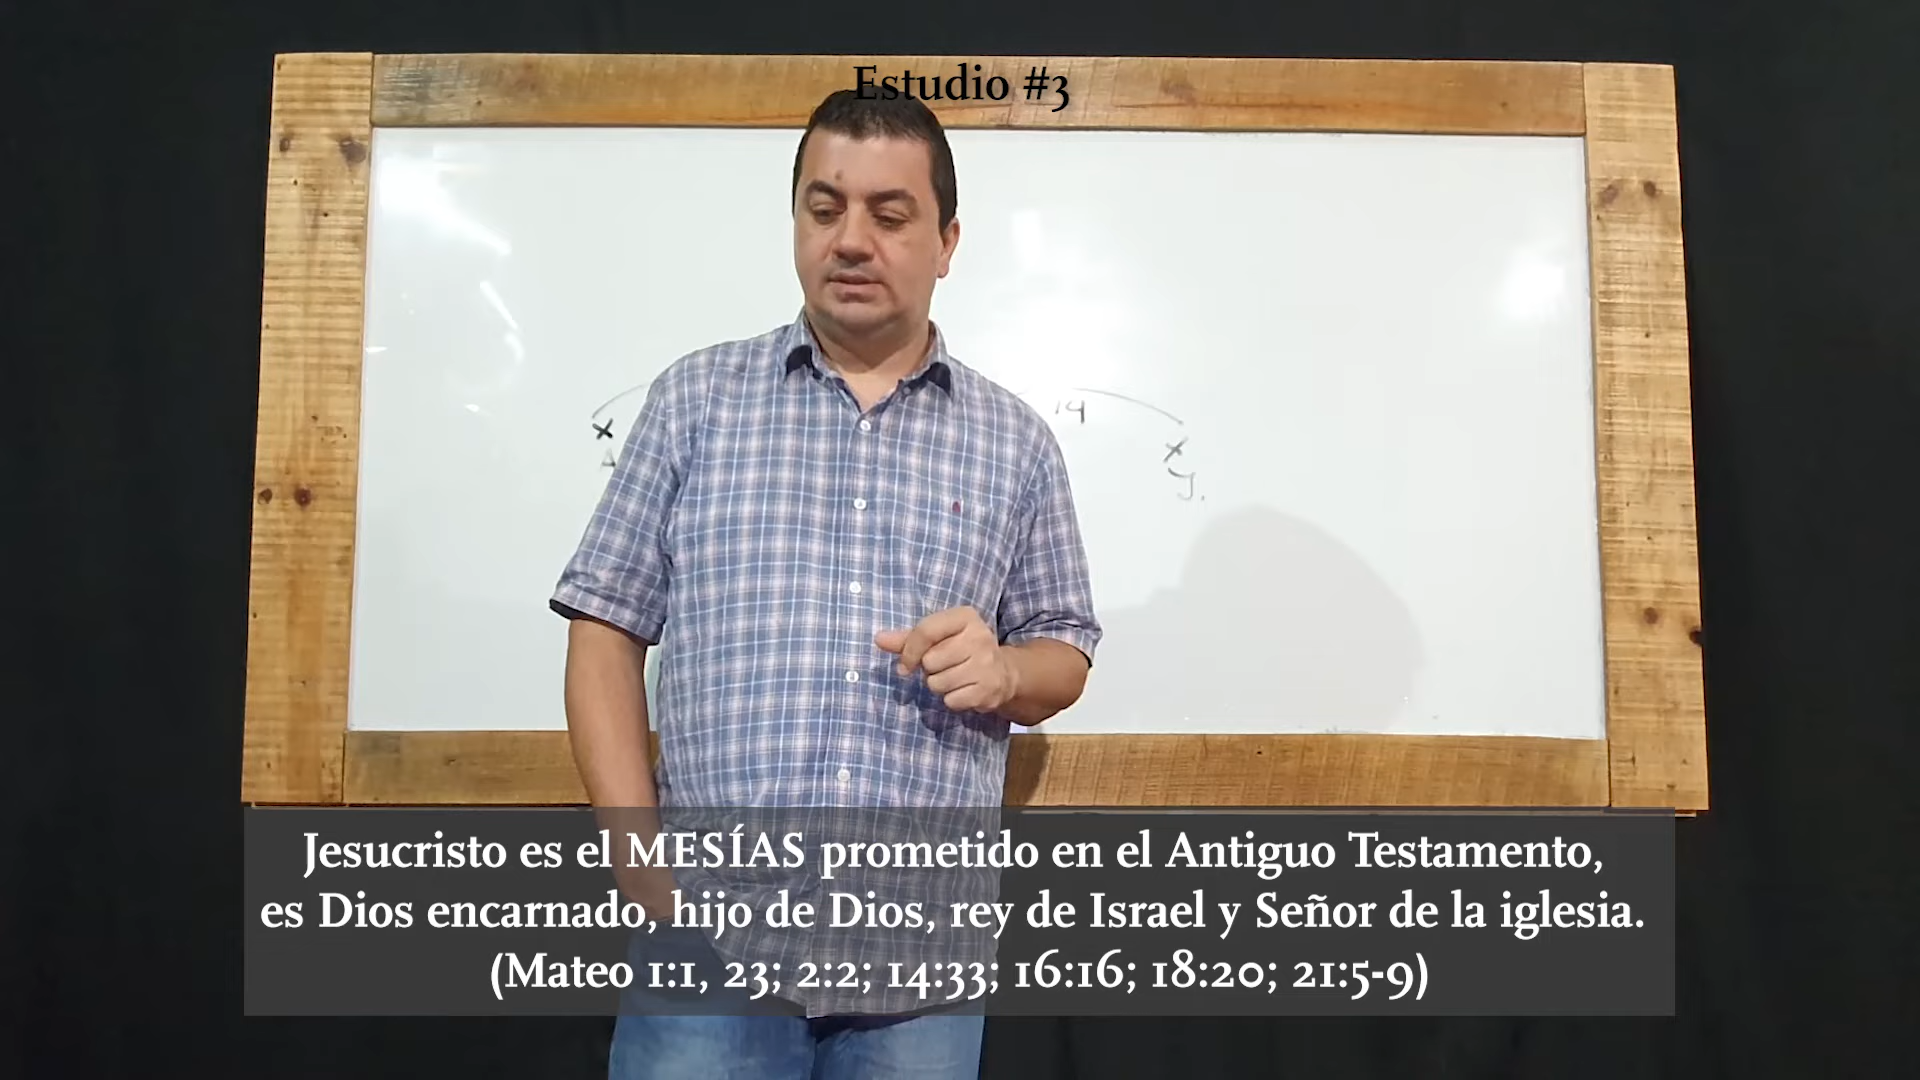 Estudio #3
14
x
x
J.
Jesucristo es el MESÍAS prometido en el Antiguo Testamento,
es Dios encarnado, hijo de Dios, rey de Israel y Señor de la iglesia.
(Mateo 1:1, 23; 2:2; 14:33; 16:16; 18:20; 21:5-9)